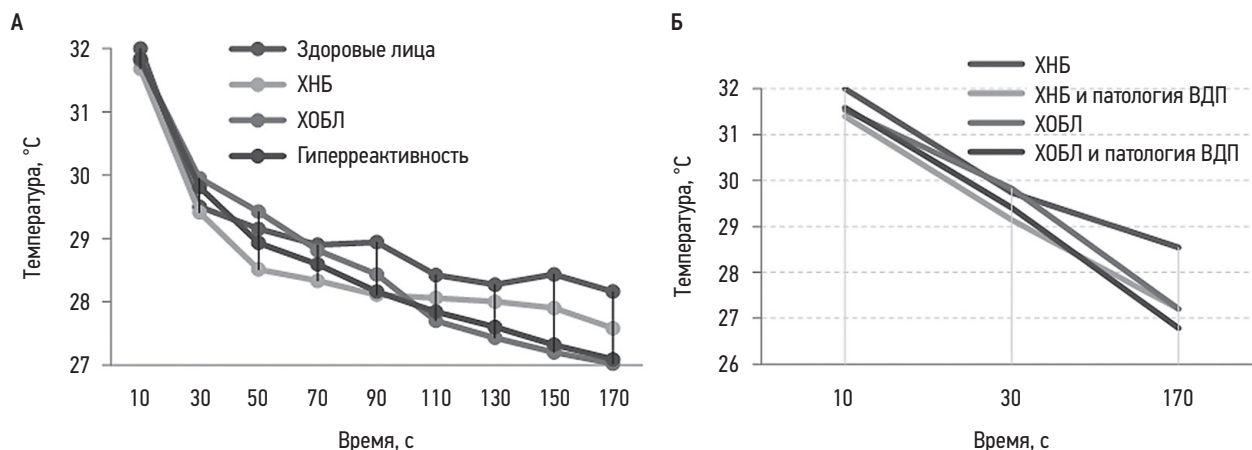 А
Температура, °С
32
31
30
29
28
27
10 30 50 70 90 110 130 150 170
Время, с
Здоровые лица
ХНБ
ХОБЛ
Гиперреактивность
Б
Температура, °С
32
31
30
29
28
27
26
10 30 170
Время, с
ХНБ
ХНБ и патология ВДП
ХОБЛ
ХОБЛ и патология ВДП